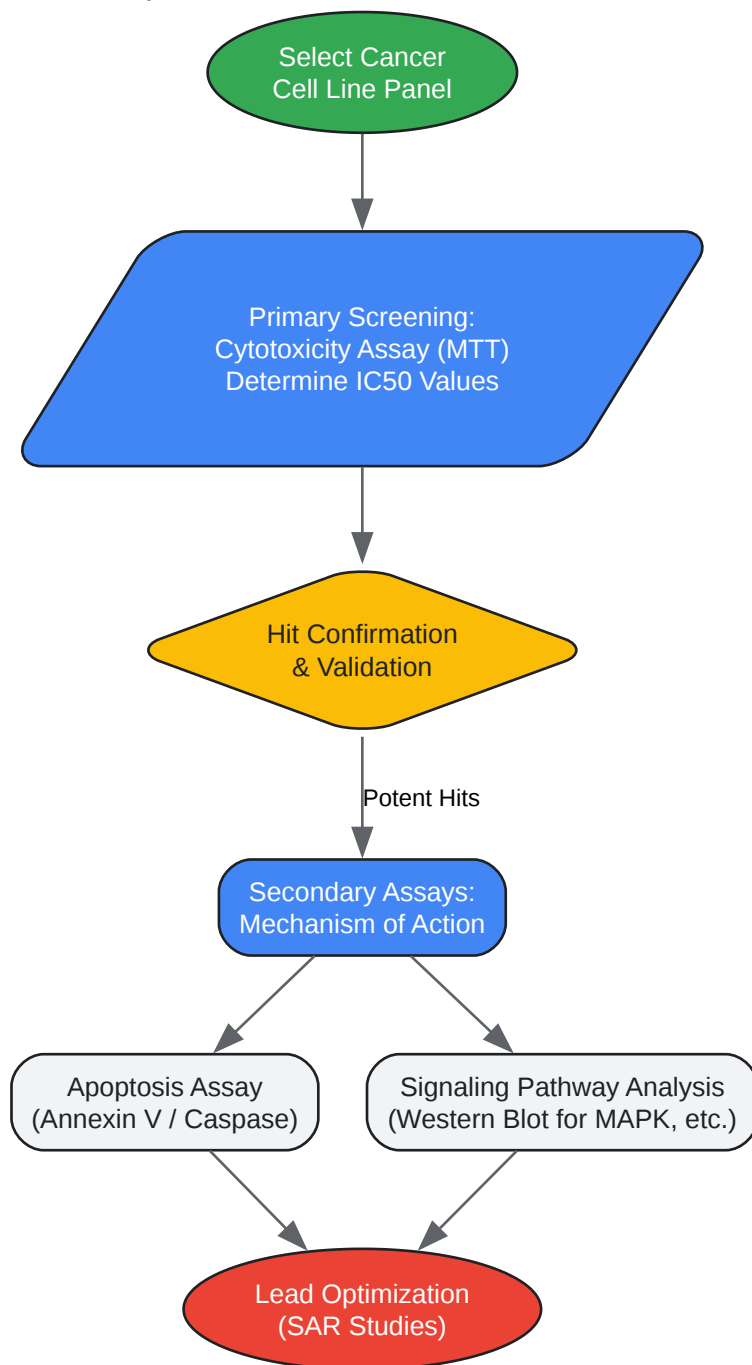 Select Cancer
Cell Line Panel
Primary Screening:
Cytotoxicity Assay (MTT)
Determine IC50 Values
Hit Confirmation
& Validation
Potent Hits
Secondary Assays:
Mechanism of Action
Apoptosis Assay
(Annexin V / Caspase)
Signaling Pathway Analysis
(Western Blot for MAPK, etc.)
Lead Optimization
(SAR Studies)